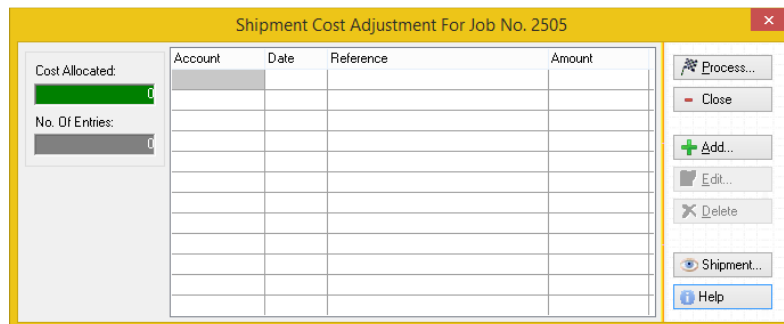 Shipment Cost Adjustment For Job No. 2505
Cost Allocated:
0
No. Of Entries:
0
Account Date Reference Amount
Process...
Close
Add...
Edit...
Delete
Shipment...
Help